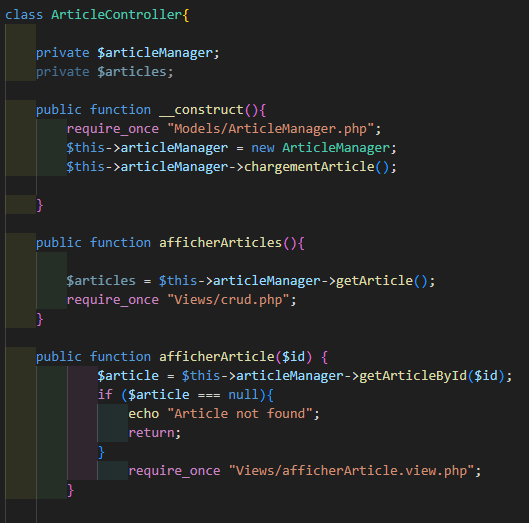 class ArticleController{
private $articleManager;
private $articles;
public function __construct(){
require_once "Models/ArticleManager.php";
$this->articleManager = new ArticleManager;
$this->articleManager->chargementArticle();
}
public function afficherArticles(){
$articles = $this->articleManager->getArticle();
require_once "Views/crud.php";
}
public function afficherArticle($id) {
$article = $this->articleManager->getArticleById($id);
if ($article === null){
echo "Article not found";
return;
}
require_once "Views/afficherArticle.view.php";
}